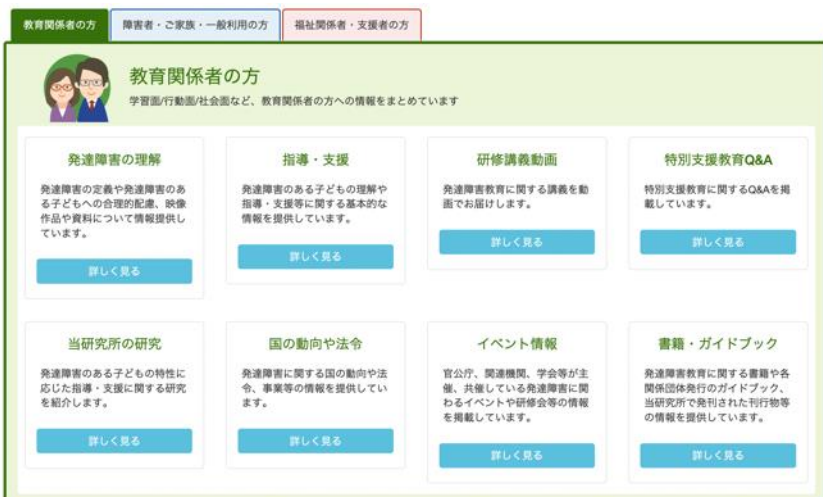 教育関係者の方
障害者・ご家族・一般利用の方
福祉関係者・支援者の方
教育関係者の方
学習面/行動面/社会面など、教育関係者の方への情報をまとめています
発達障害の理解
発達障害の定義や発達障害のあ
る子どもへの合理的配慮、映像
作品や資料について情報提供し
ています。
詳しく見る
指導・支援
発達障害のある子どもの理解や
指導・支援等に関する基本的な
情報を提供しています。
詳しく見る
研修講義動画
発達障害教育に関する講義を動
画でお届けします。
詳しく見る
特別支援教育Q&A
特別支援教育に関するQ&Aを掲
載しています。
詳しく見る
当研究所の研究
発達障害のある子どもの特性に
応じた指導・支援に関する研究
を紹介します。
詳しく見る
国の動向や法令
発達障害に関する国の動向や法
令、事業等の情報を提供してい
ます。
詳しく見る
イベント情報
官公庁、関連機関、学会等が主
催、共催している発達障害に関
わるイベントや研修会等の情報
を掲載しています。
詳しく見る
書籍・ガイドブック
発達障害教育に関する書籍や各
関係団体発行のガイドブック、
当研究所で発刊された刊行物等
の情報を提供しています。
詳しく見る